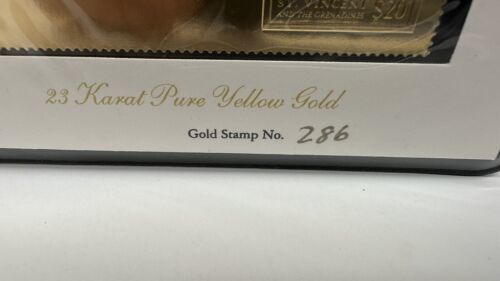 ST. VINCENT
AND THE GRENADINES $20
23 Karat Pure Yellow Gold
Gold Stamp No. 286